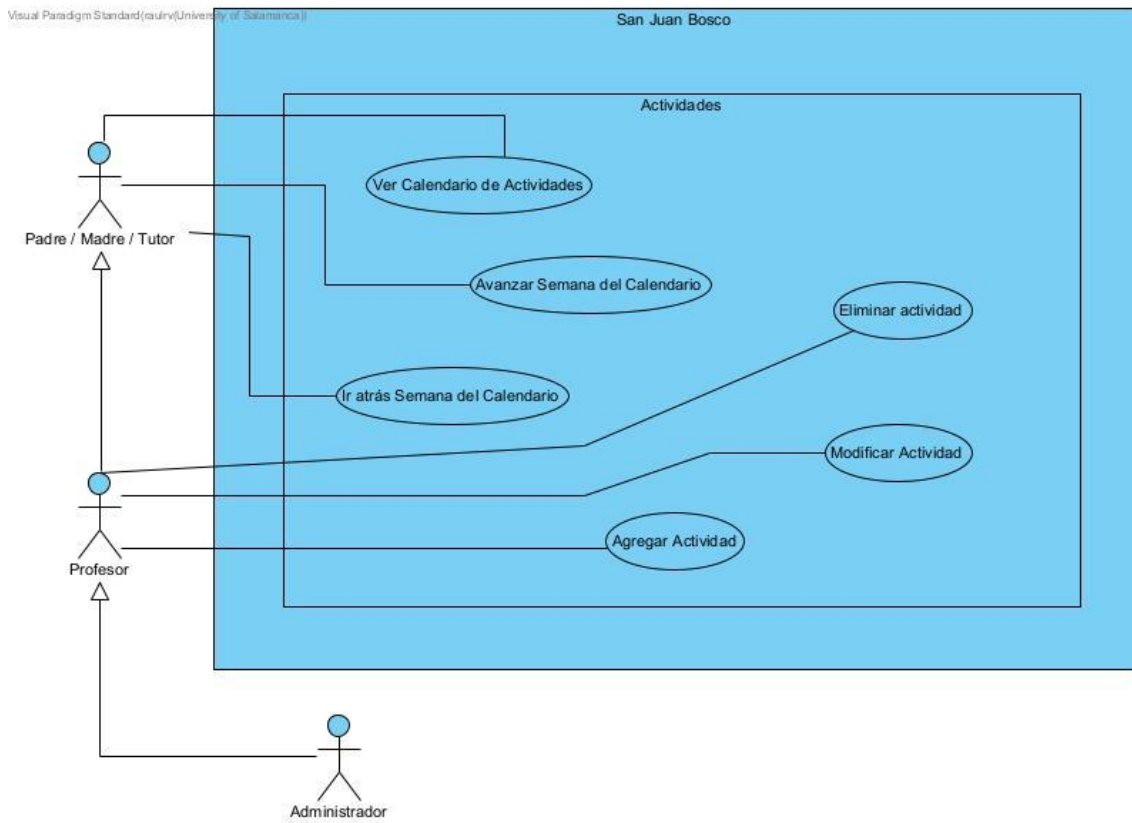 Visual Paradigm Standard(raulrv(University of Salamanca))
San Juan Bosco
Actividades
Ver Calendario de Actividades
Padre / Madre / Tutor
Avanzar Semana del Calendario
Eliminar actividad
Ir atrás Semana del Calendario
Modificar Actividad
Agregar Actividad
Profesor
Administrador